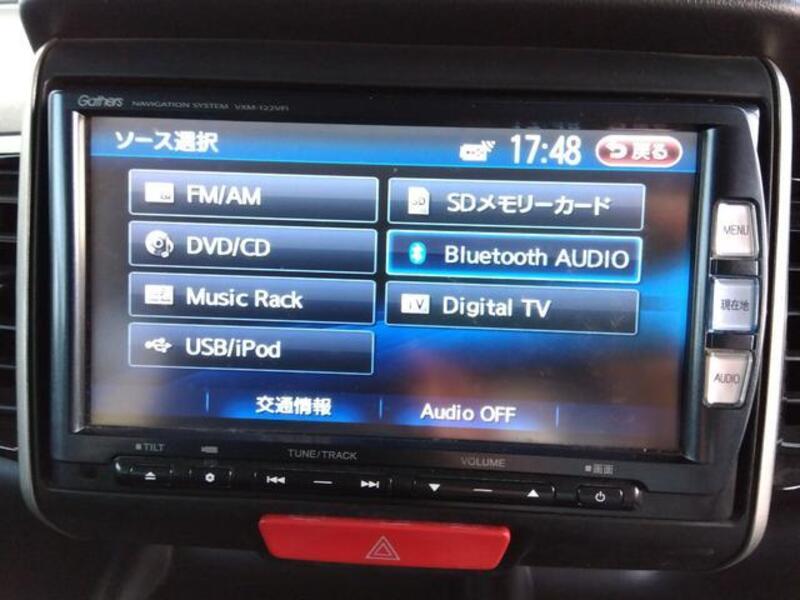 Gathers NAVIGATION SYSTEM VXM-122VFi
ソース選択 17:48 戻る
FM/AM SD SDメモリーカード
DVD/CD Bluetooth AUDIO
Music Rack TV Digital TV
USB/iPod
交通情報 Audio OFF
MENU
現在地
AUDIO
TILT TUNE/TRACK VOLUME 画面